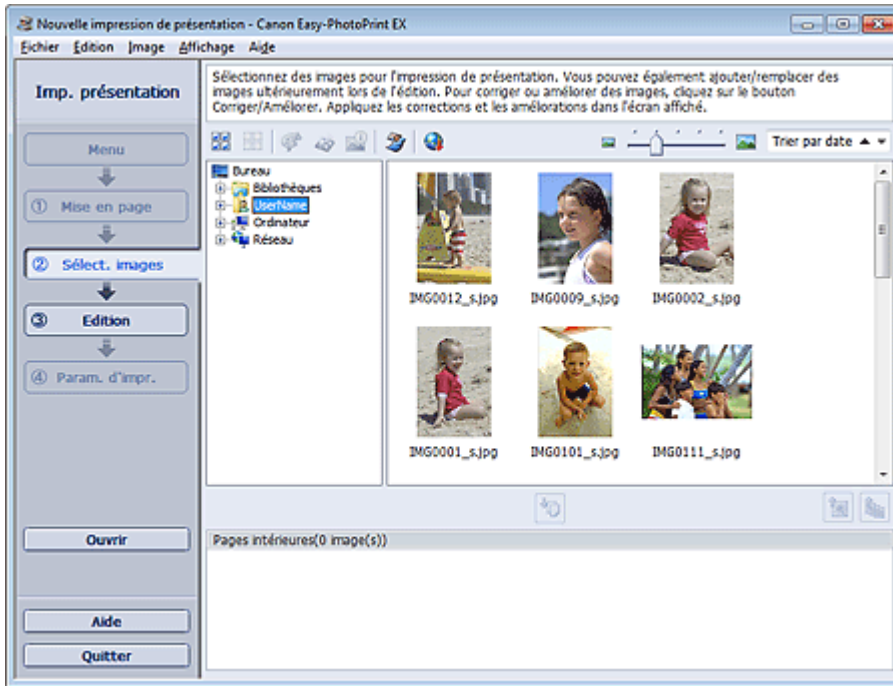 Nouvelle impression de présentation - Canon Easy-PhotoPrint EX
Fichier Edition Image Affichage Aide
Imp. présentation
Sélectionnez des images pour l'impression de présentation. Vous pouvez également ajouter/remplacer des
images ultérieurement lors de l'édition. Pour corriger ou améliorer des images, cliquez sur le bouton
Corriger/Améliorer. Appliquez les corrections et les améliorations dans l'écran affiché.
Menu
① Mise en page
② Sélect. images
③ Edition
④ Param. d'impr.
Ouvrir
Aide
Quitter
Trier par date
Bureau
Bibliothèques
UserName
Ordinateur
Réseau
IMG0012_s.jpg IMG0009_s.jpg IMG0002_s.jpg
IMG0001_s.jpg IMG0101_s.jpg IMG0111_s.jpg
Pages intérieures(0 image(s))